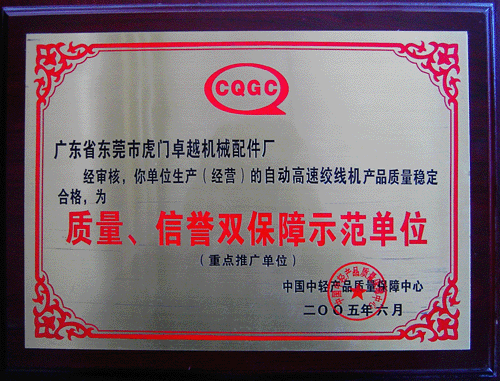 CQGC
广东省东莞市虎门卓越机械配件厂
经审核，你单位生产（经营）的自动高速绞线机产品质量稳定
合格，为
质量、信誉双保障示范单位
（重点推广单位）
中国中轻产品质量保障中心
二〇〇五年六月